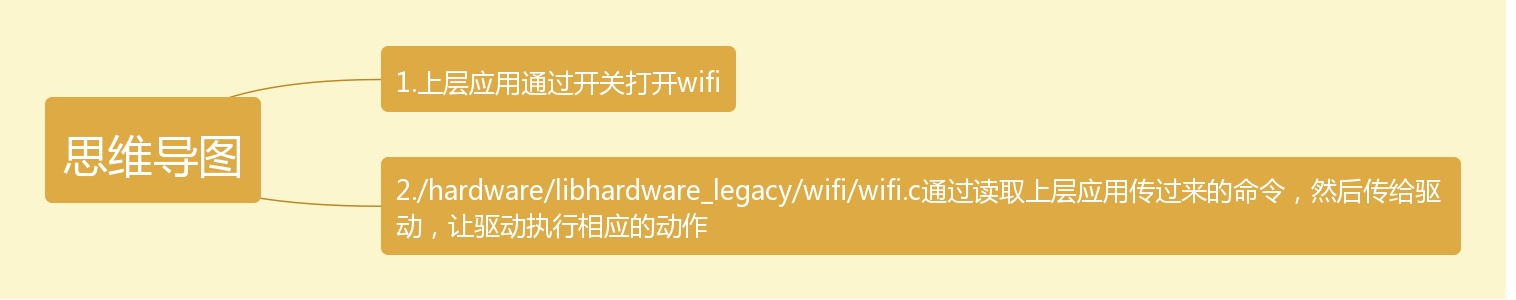 思维导图
1.上层应用通过开关打开wifi
2./hardware/libhardware_legacy/wifi/wifi.c通过读取上层应用传过来的命令，然后传给驱
动，让驱动执行相应的动作